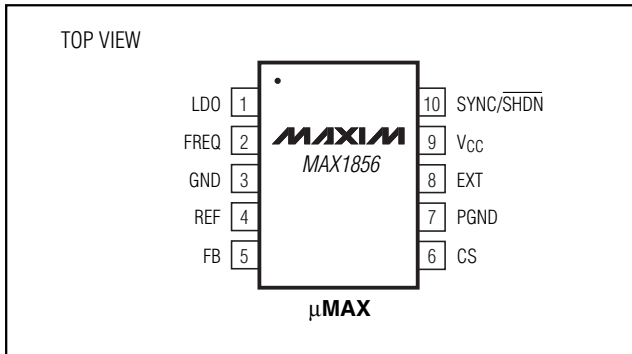 TOP VIEW
LDO 1
FREQ 2
GND 3
REF 4
FB 5
MAXIM
MAX1856
10 SYNC/SHDN
9 VCC
8 EXT
7 PGND
6 CS
µMAX